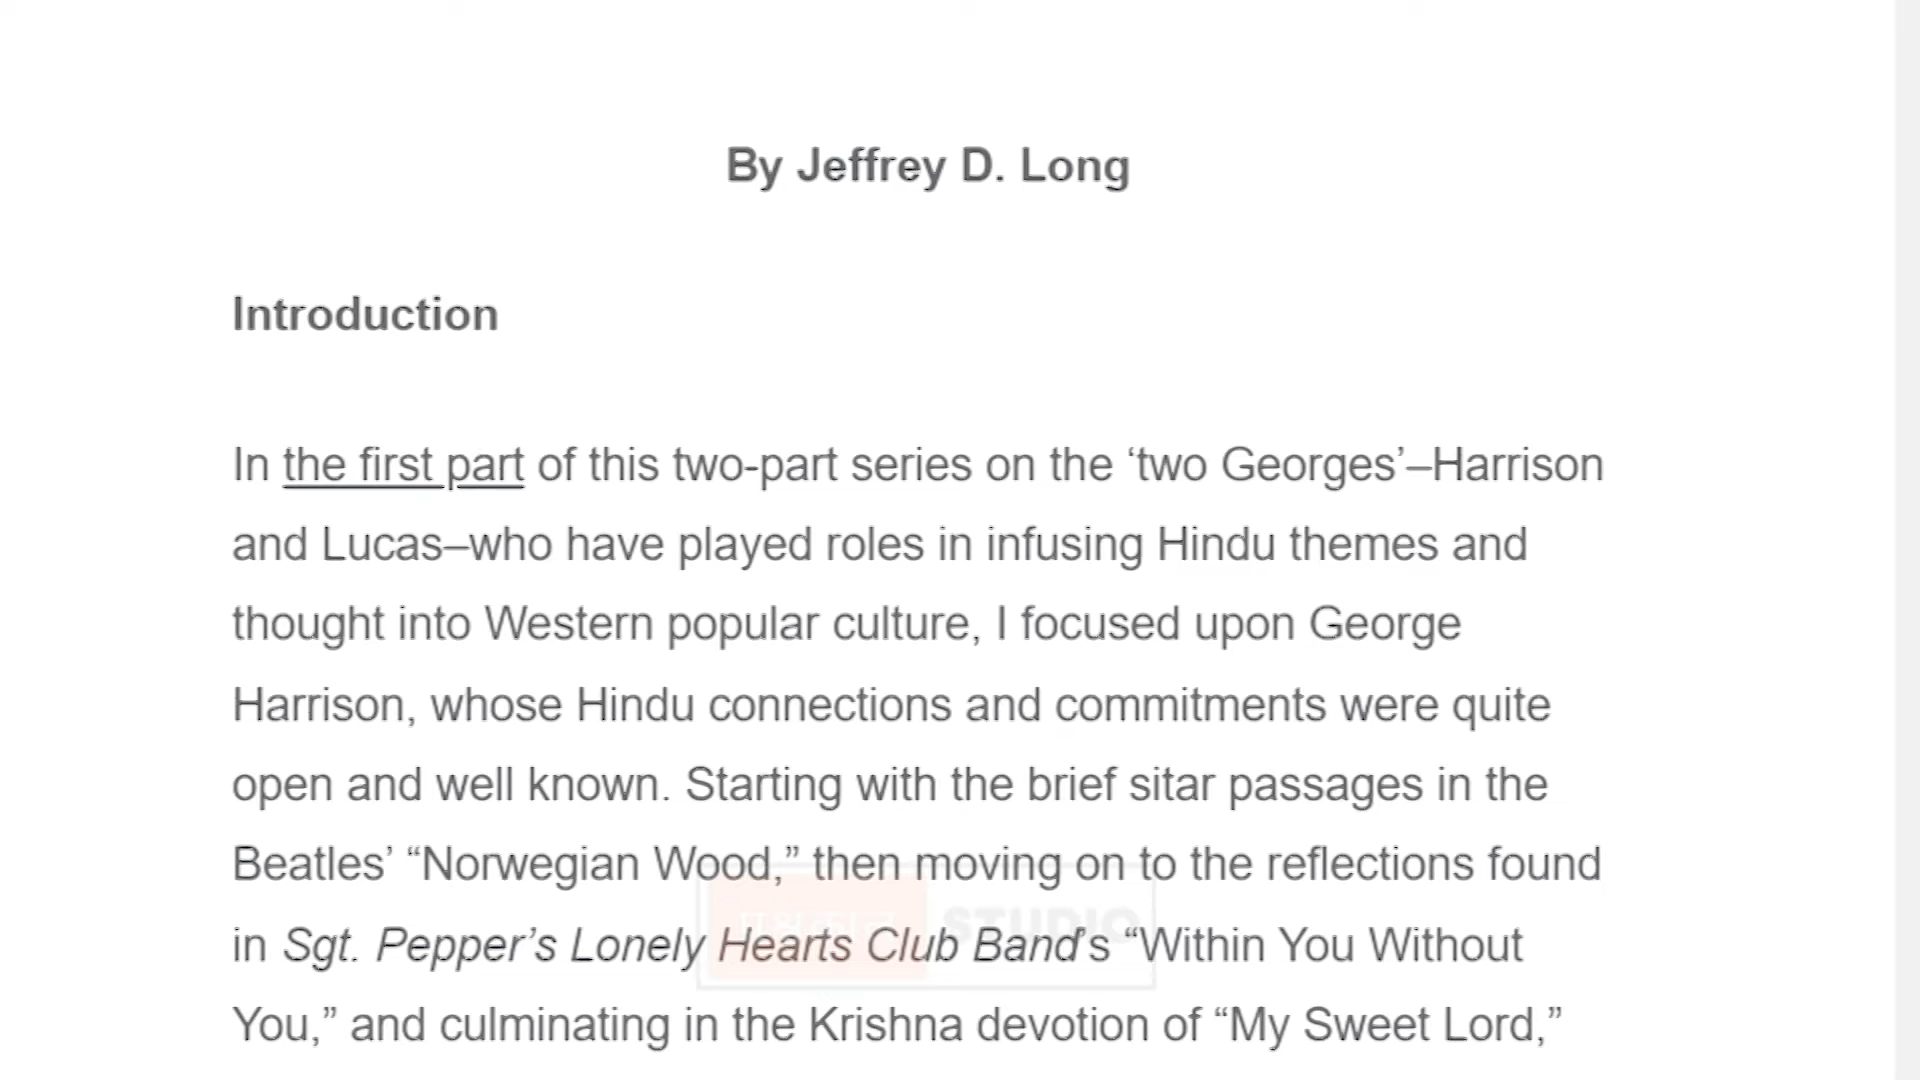 By Jeffrey D. Long
Introduction
In the first part of this two-part series on the ‘two Georges’–Harrison
and Lucas–who have played roles in infusing Hindu themes and
thought into Western popular culture, I focused upon George
Harrison, whose Hindu connections and commitments were quite
open and well known. Starting with the brief sitar passages in the
Beatles’ “Norwegian Wood,” then moving on to the reflections found
in Sgt. Pepper’s Lonely Hearts Club Band’s “Within You Without
You,” and culminating in the Krishna devotion of “My Sweet Lord,”
STUDIO